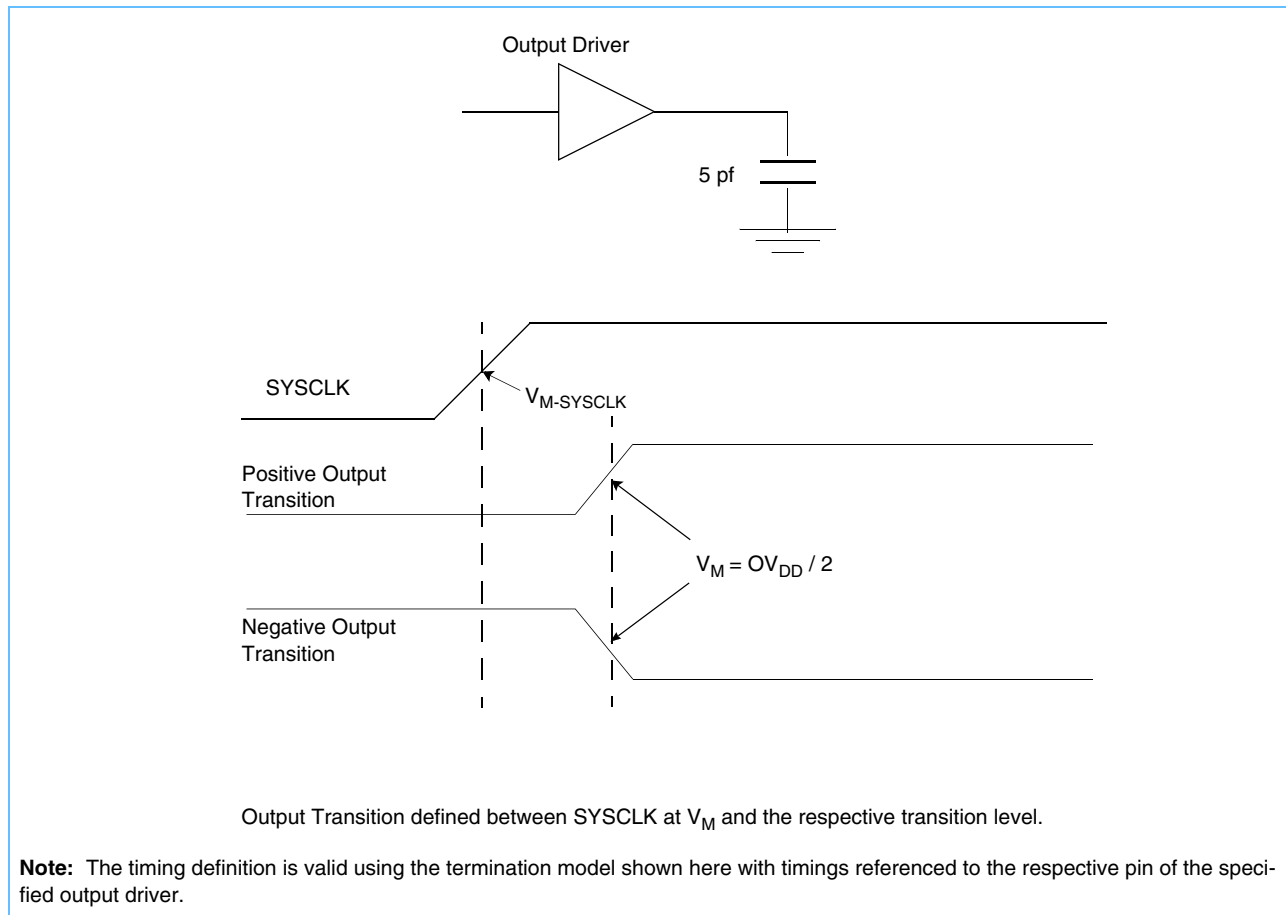 Output Driver
5 pf
SYSCLK
VM-SYSCLK
Positive Output
Transition
VM = OVDD / 2
Negative Output
Transition
Output Transition defined between SYSCLK at VM and the respective transition level.
Note: The timing definition is valid using the termination model shown here with timings referenced to the respective pin of the speci-
fied output driver.